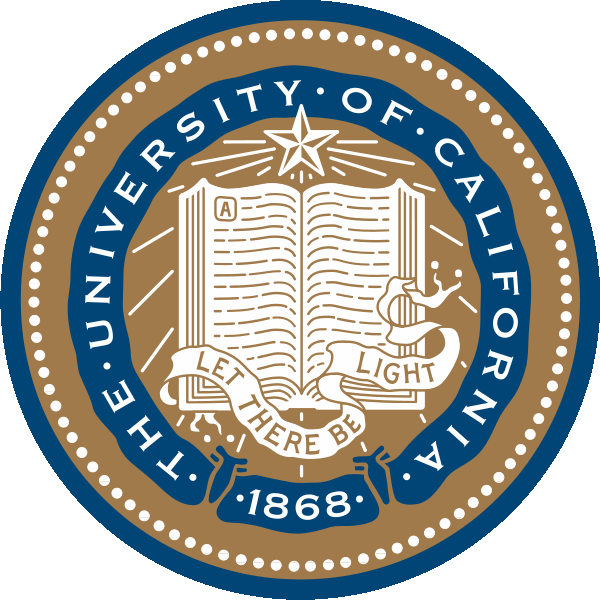 ·THE·UNIVERSITY·OF·CALIFORNIA·
A
LET THERE BE LIGHT
·1868·